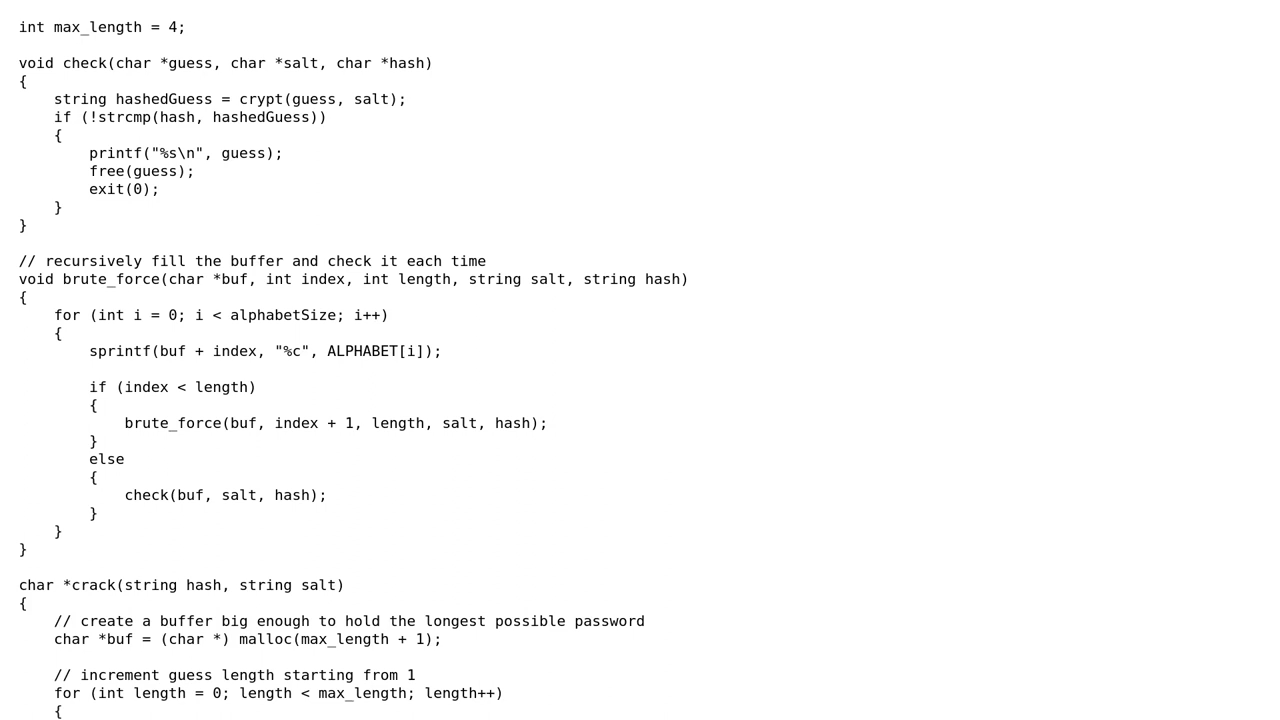 int max_length = 4;

void check(char *guess, char *salt, char *hash)
{
    string hashedGuess = crypt(guess, salt);
    if (!strcmp(hash, hashedGuess))
    {
        printf("%s\n", guess);
        free(guess);
        exit(0);
    }
}

// recursively fill the buffer and check it each time
void brute_force(char *buf, int index, int length, string salt, string hash)
{
    for (int i = 0; i < alphabetSize; i++)
    {
        sprintf(buf + index, "%c", ALPHABET[i]);

        if (index < length)
        {
            brute_force(buf, index + 1, length, salt, hash);
        }
        else
        {
            check(buf, salt, hash);
        }
    }
}

char *crack(string hash, string salt)
{
    // create a buffer big enough to hold the longest possible password
    char *buf = (char *) malloc(max_length + 1);

    // increment guess length starting from 1
    for (int length = 0; length < max_length; length++)
    {